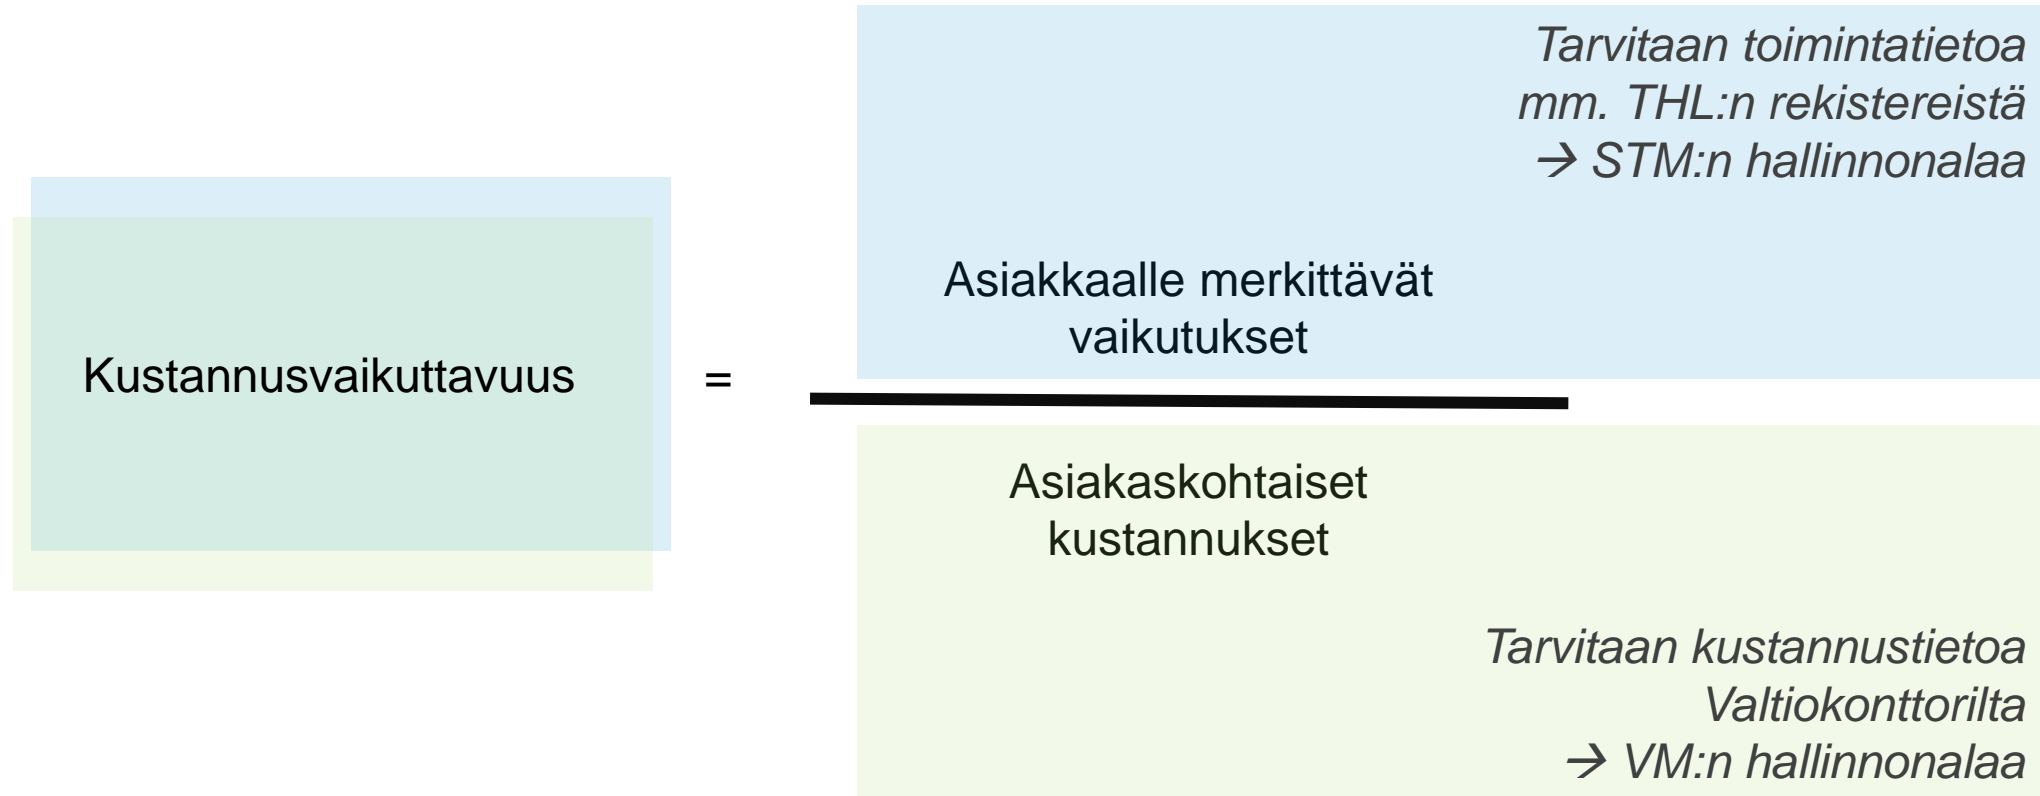 Tarvitaan toimintatietoa
mm. THL:n rekistereistä
→ STM:n hallinnonalaa
Asiakkaalle merkittävät
vaikutukset
Kustannusvaikuttavuus =
Asiakaskohtaiset
kustannukset
Tarvitaan kustannustietoa
Valtiokonttorilta
→ VM:n hallinnonalaa